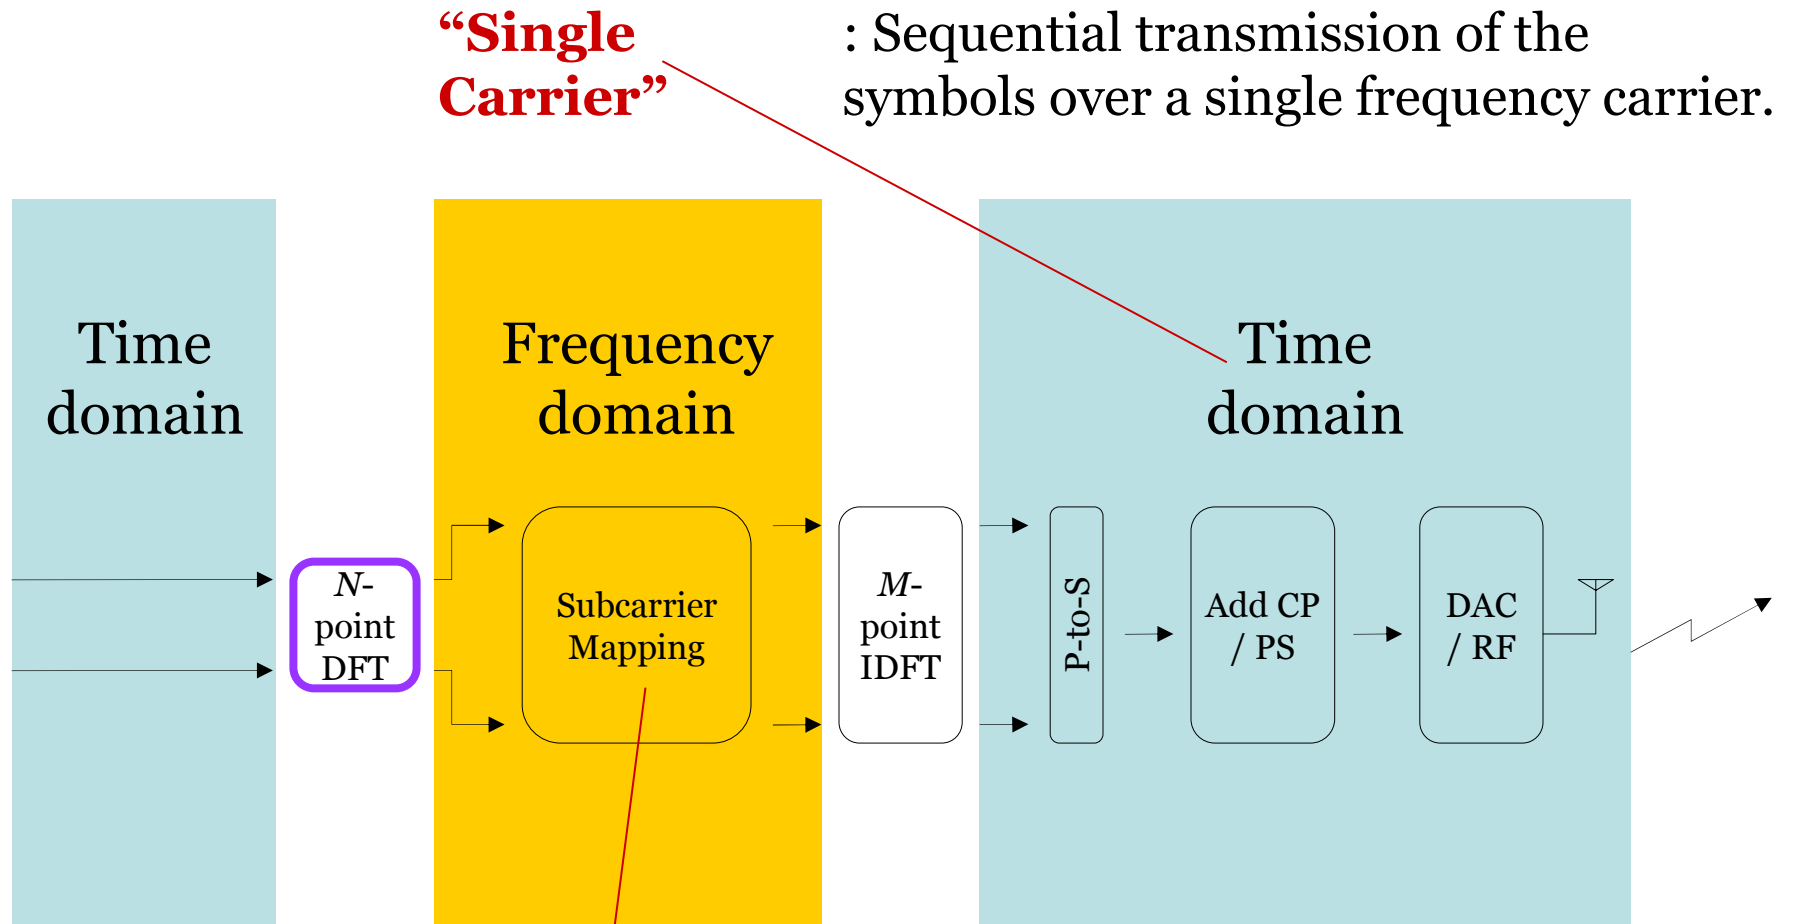 “Single
Carrier”
: Sequential transmission of the
symbols over a single frequency carrier.
Time
domain
Frequency
domain
Time
domain
N-
point
DFT
Subcarrier
Mapping
M-
point
IDFT
P-to-S
Add CP
/ PS
DAC
/ RF